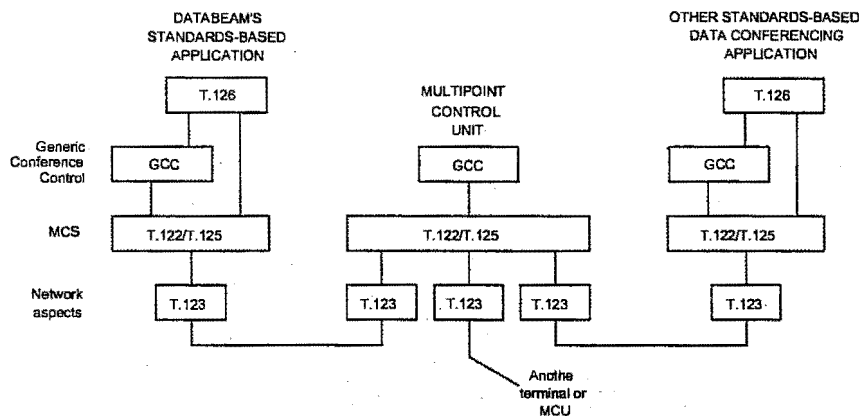 DATABEAM'S
STANDARDS-BASED
APPLICATION
OTHER STANDARDS-BASED
DATA CONFERENCING
APPLICATION
MULTIPOINT
CONTROL
UNIT
T.126
T.126
Generic
Conference
Control
GCC
GCC
GCC
MCS
T.122/T.125
T.122/T.125
T.122/T.125
Network
aspects
T.123
T.123
T.123
T.123
T.123
Anothe
terminal or
MCU